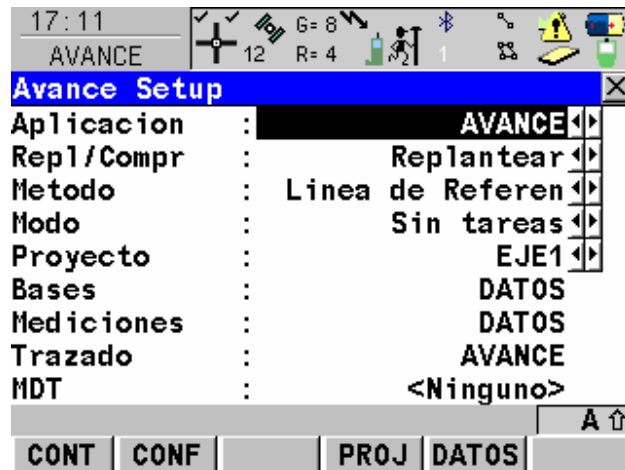 17:11
AVANCE
12
G= 8
R= 4
1
Avance Setup
Aplicacion : AVANCE
Repl/Compr : Replantear
Metodo : Linea de Referen
Modo : Sin tareas
Proyecto : EJE1
Bases : DATOS
Mediciones : DATOS
Trazado : AVANCE
MDT : <Ninguno>
A
CONT CONF PROJ DATOS